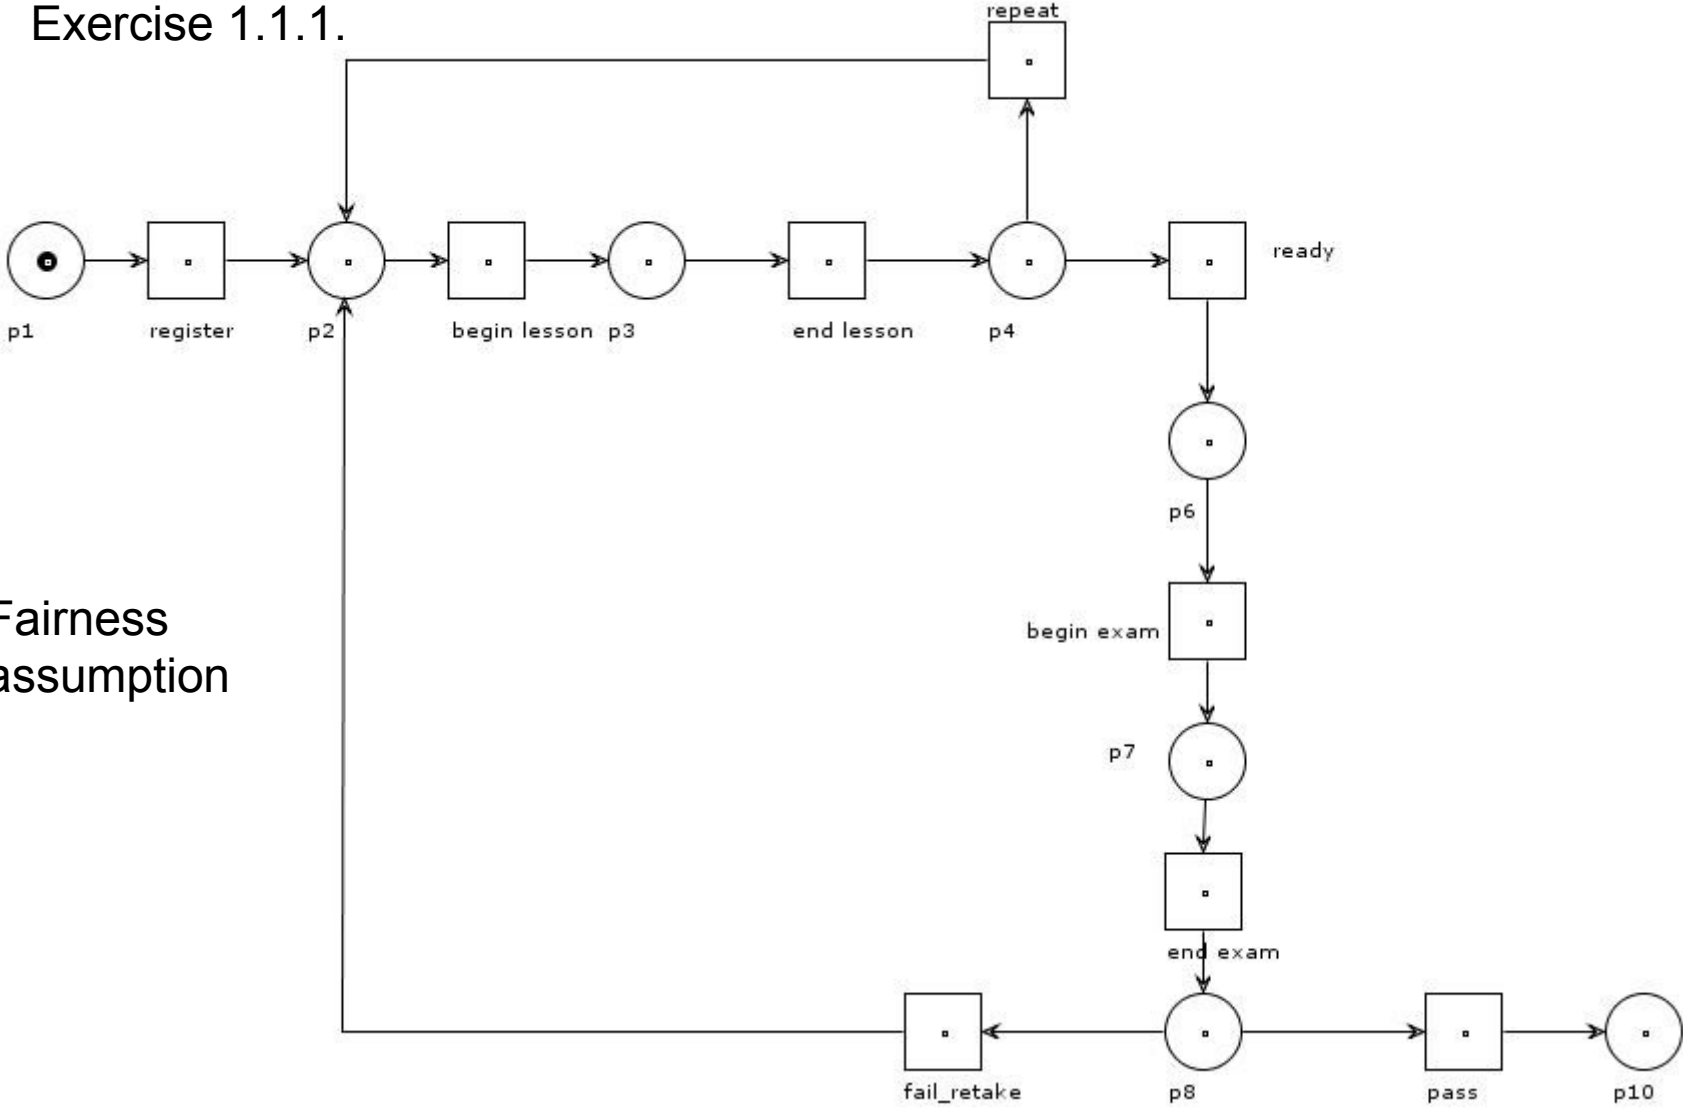 Exercise 1.1.1.
repeat
ready
p1
register
p2
begin lesson
p3
end lesson
p4
p6
Fairness
assumption
begin exam
p7
end exam
fail_retake
p8
pass
p10